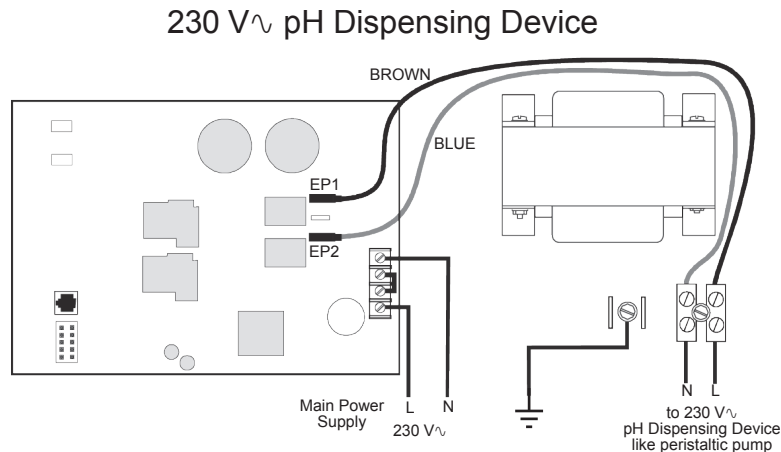 230 V∿ pH Dispensing Device
BROWN
BLUE
EP1
EP2
Main Power
Supply
L
N
230 V∿
N
L
to 230 V∿
pH Dispensing Device
like peristaltic pump